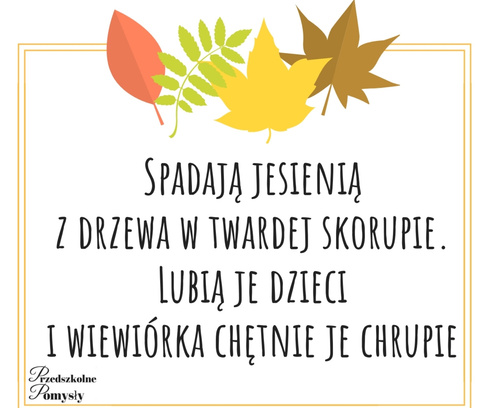 Spadają jesienią
z drzewa w twardej skorupie.
Lubią je dzieci
i wiewiórka chętnie je chrupie
Przedszkolne
Pomysły